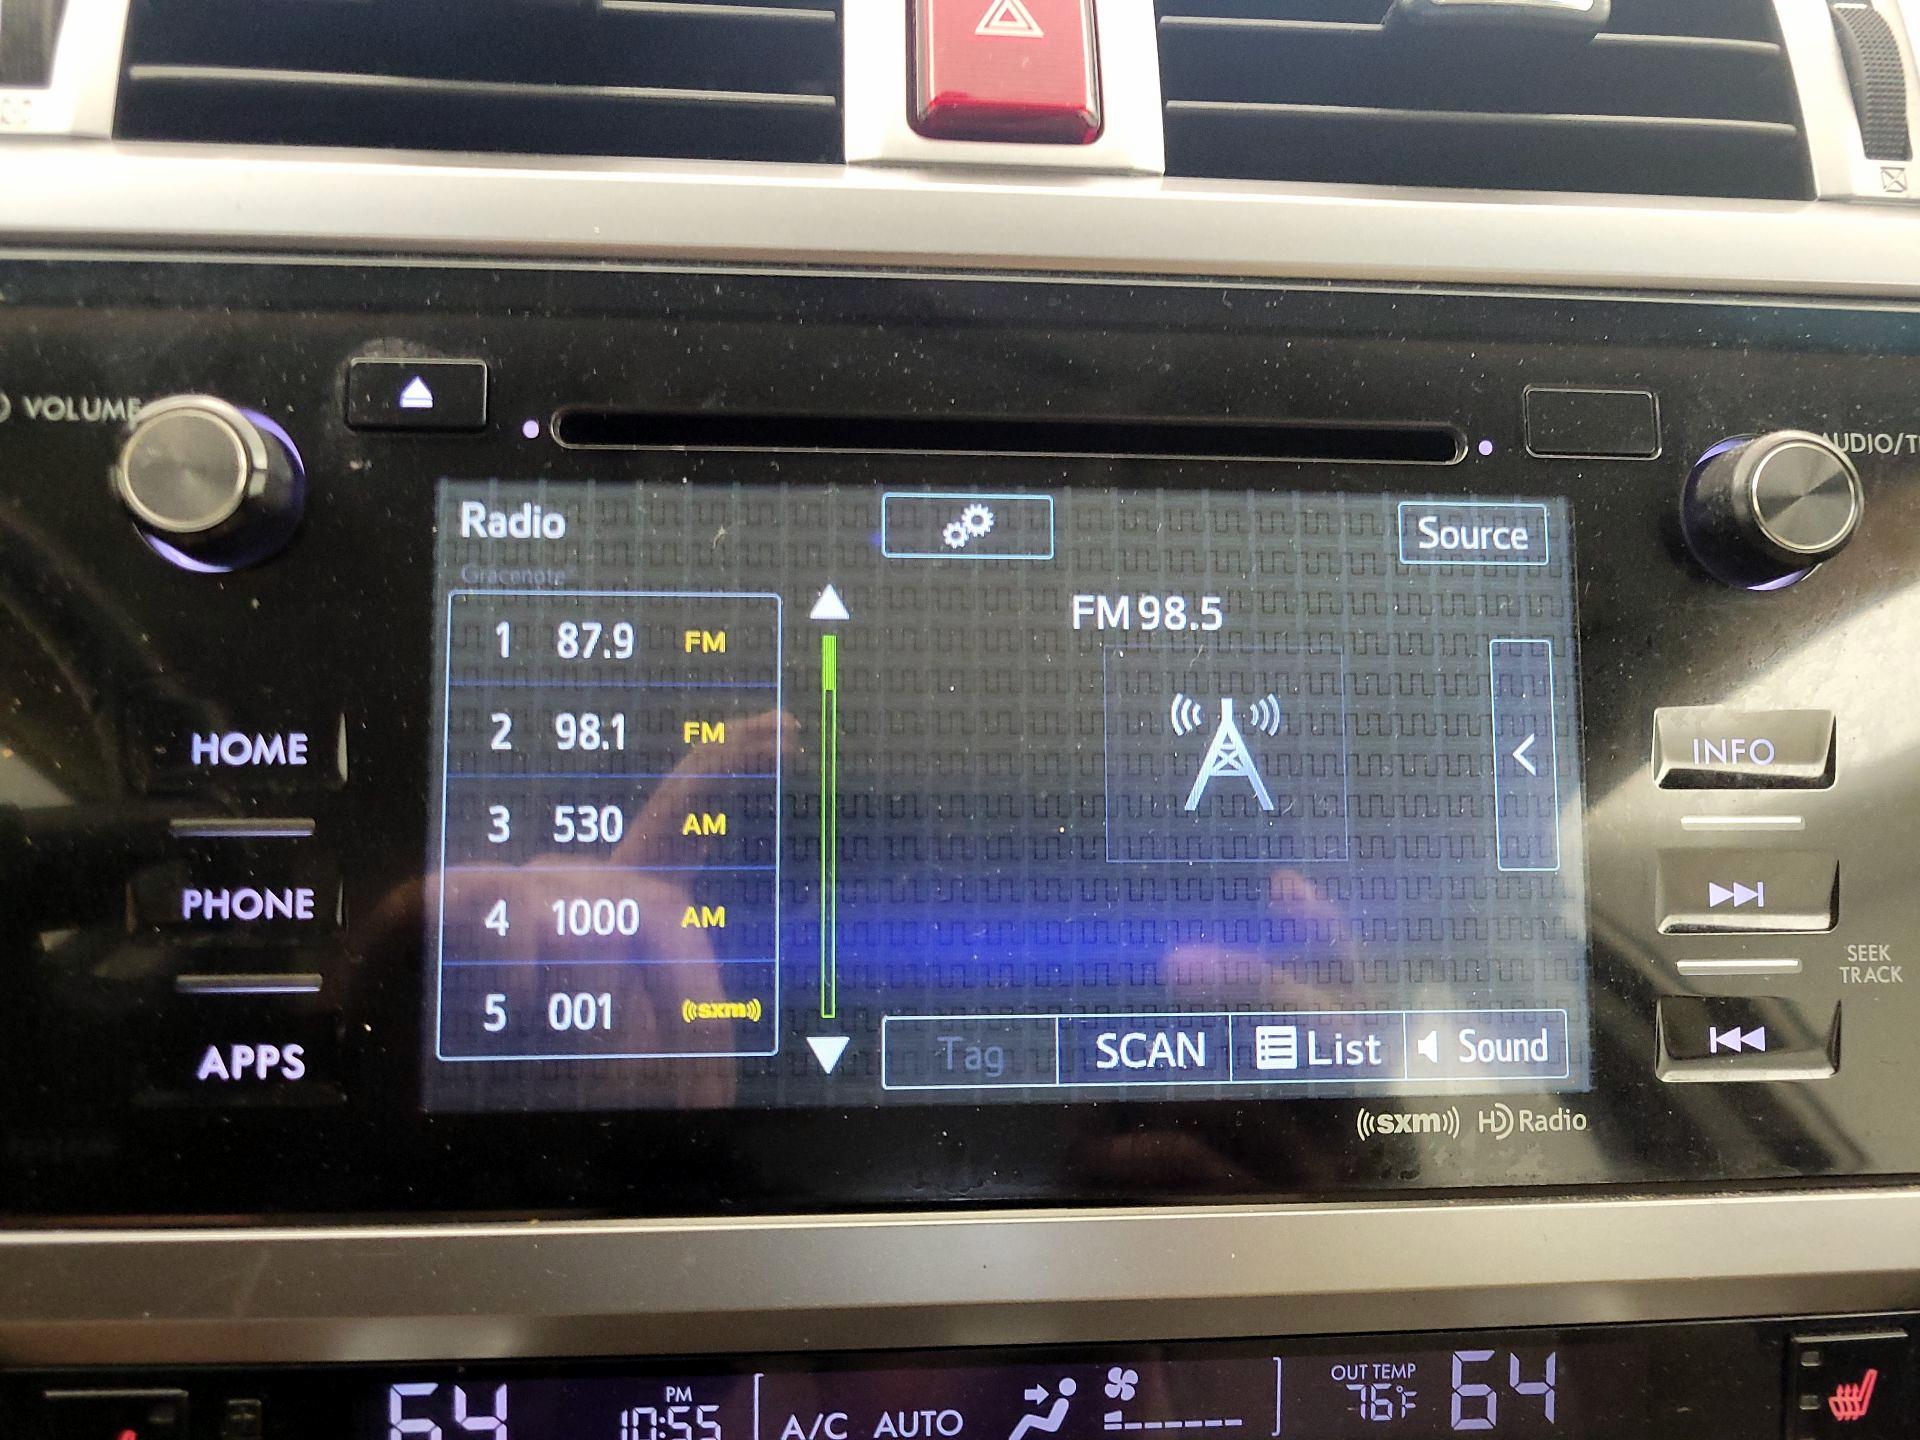 VOLUME
AUDIO/TU
Radio
Source
Gracenote
FM 98.5
1 87.9 FM
2 98.1 FM
3 530 AM
4 1000 AM
5 001 ((sxm))
HOME
PHONE
APPS
INFO
SEEK
TRACK
Tag SCAN List Sound
((sxm)) HD Radio
64
PM
10:55
A/C AUTO
OUT TEMP
76°F
64